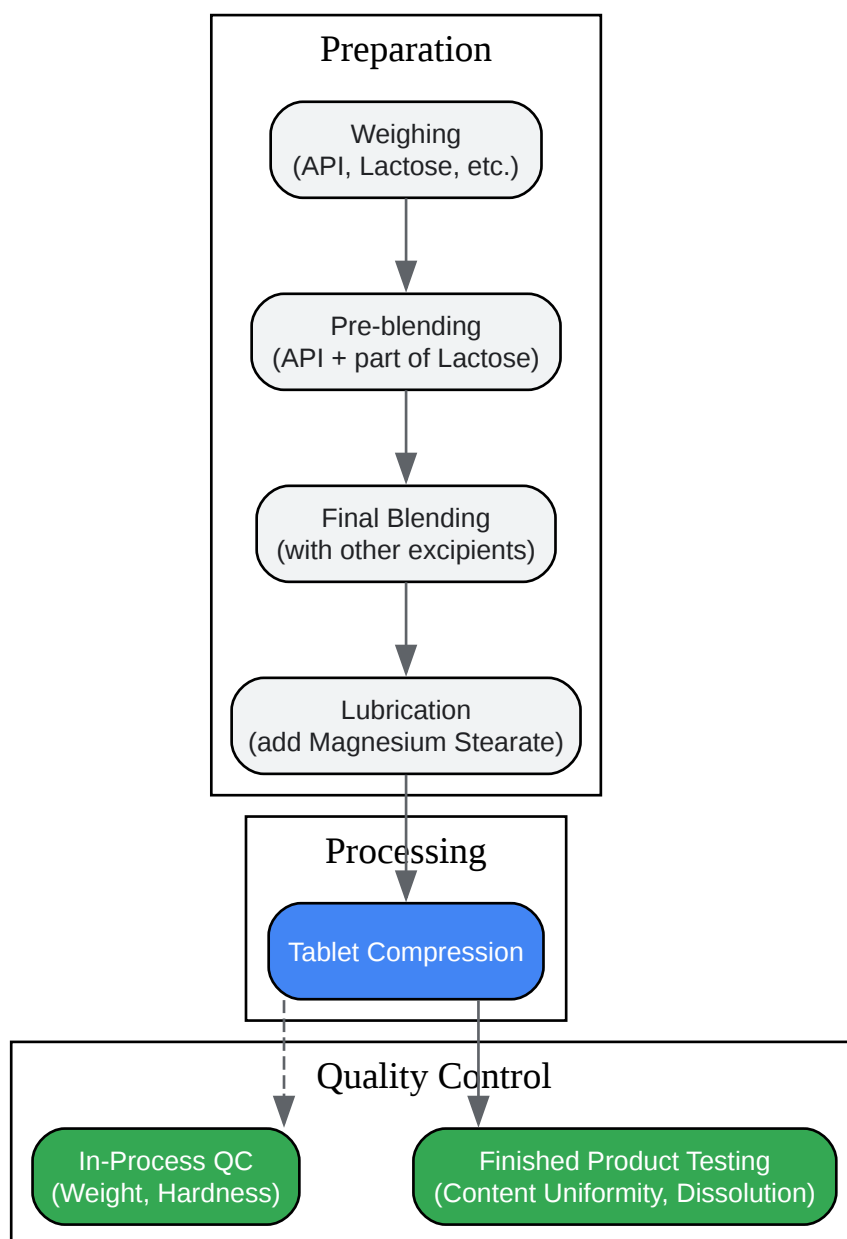 Preparation
Weighing
(API, Lactose, etc.)
Pre-blending
(API + part of Lactose)
Final Blending
(with other excipients)
Lubrication
(add Magnesium Stearate)
Processing
Tablet Compression
Quality Control
In-Process QC
(Weight, Hardness)
Finished Product Testing
(Content Uniformity, Dissolution)